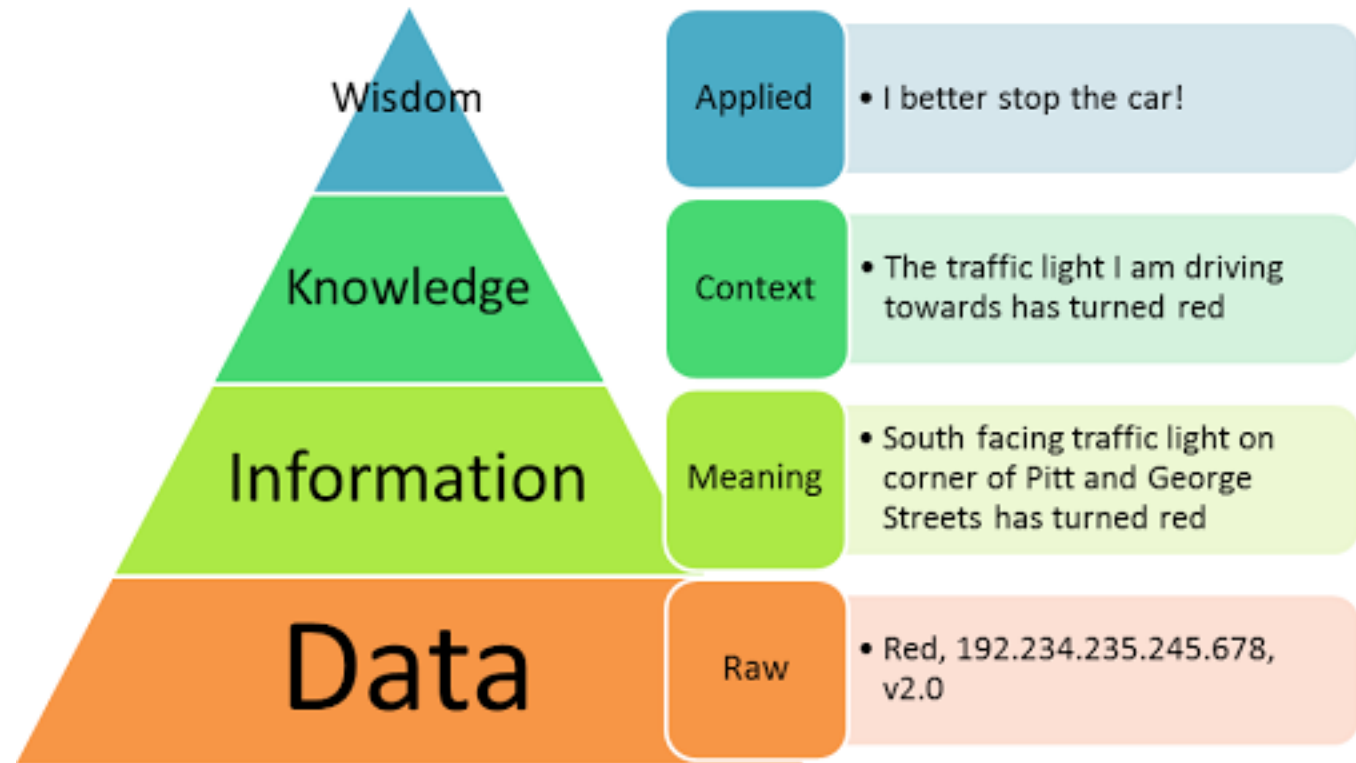 Wisdom
Applied
• I better stop the car!
Knowledge
Context
• The traffic light I am driving
towards has turned red
Information
Meaning
• South facing traffic light on
corner of Pitt and George
Streets has turned red
Data
Raw
• Red, 192.234.235.245.678,
v2.0